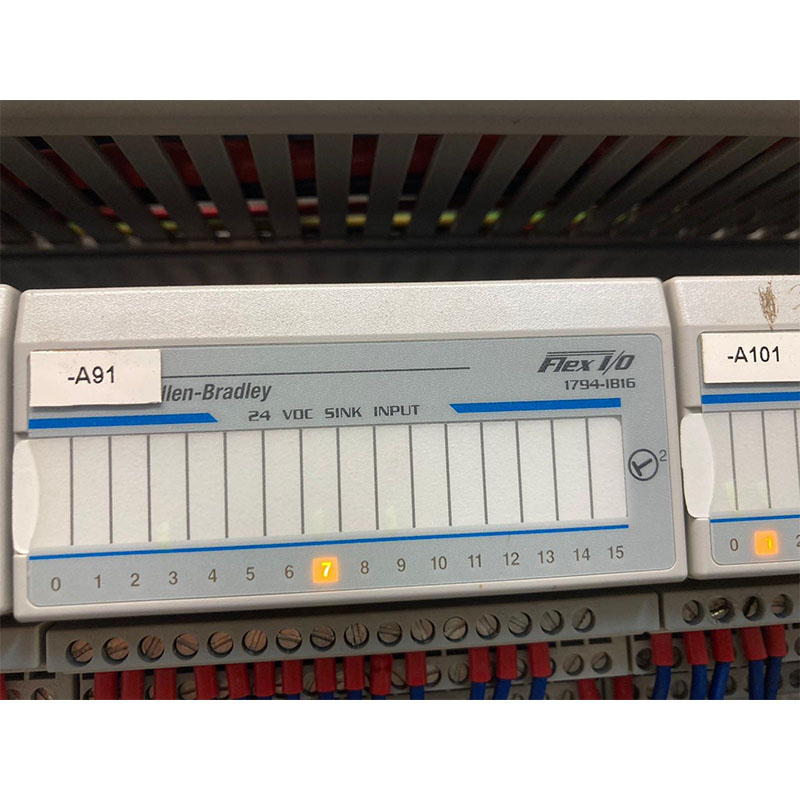 -A91
llen-Bradley
Flex I/O
1794-IB16
24 VDC SINK INPUT
2
0 1 2 3 4 5 6 7 8 9 10 11 12 13 14 15
-A101
0 1 2